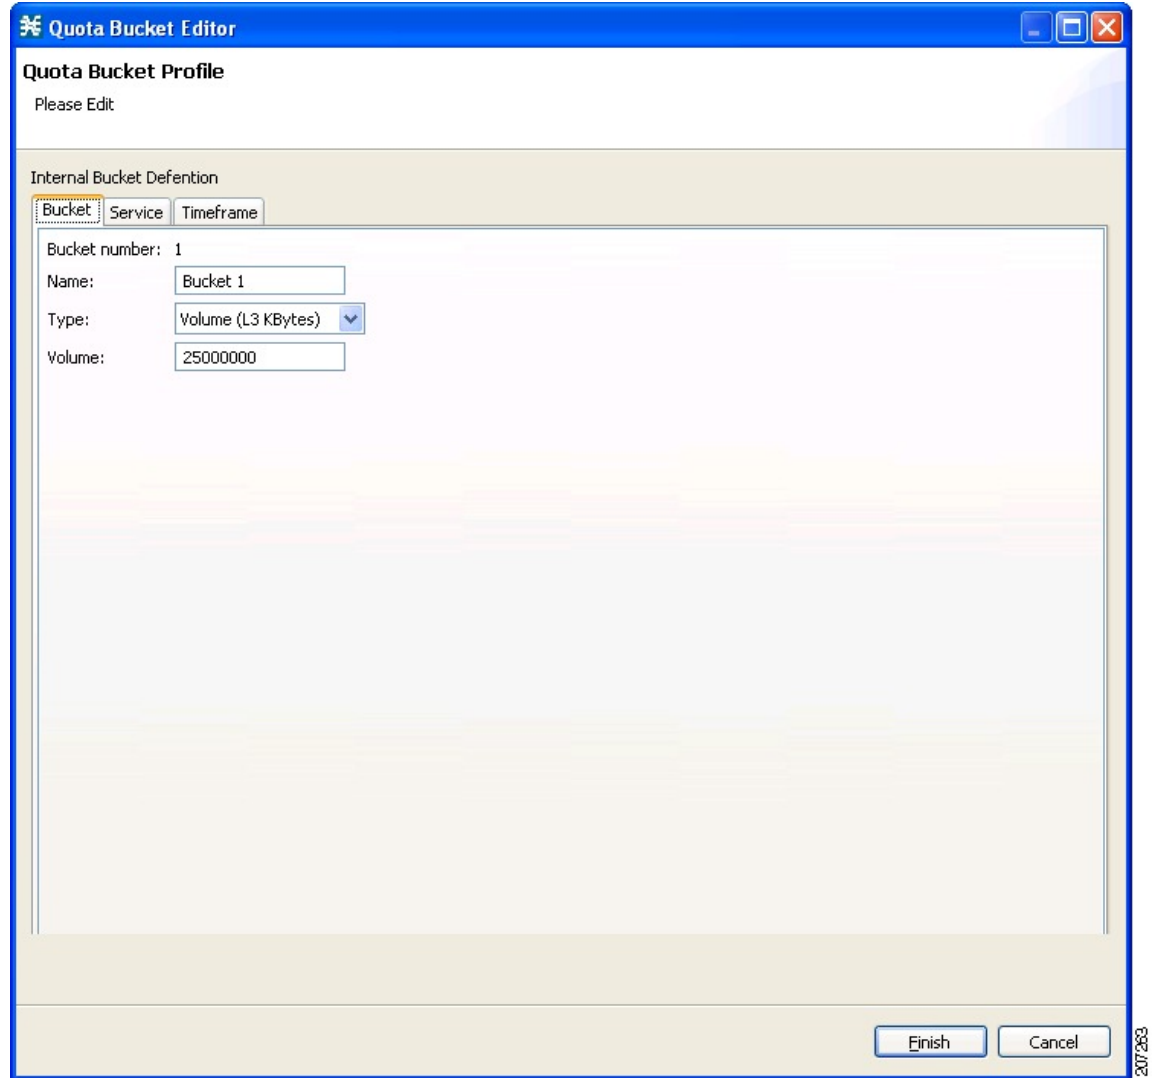 Quota Bucket Editor
Quota Bucket Profile
Please Edit
Internal Bucket Defention
Bucket Service Timeframe
Bucket number: 1
Name: Bucket 1
Type: Volume (L3 KBytes)
Volume: 25000000
Finish Cancel
207263